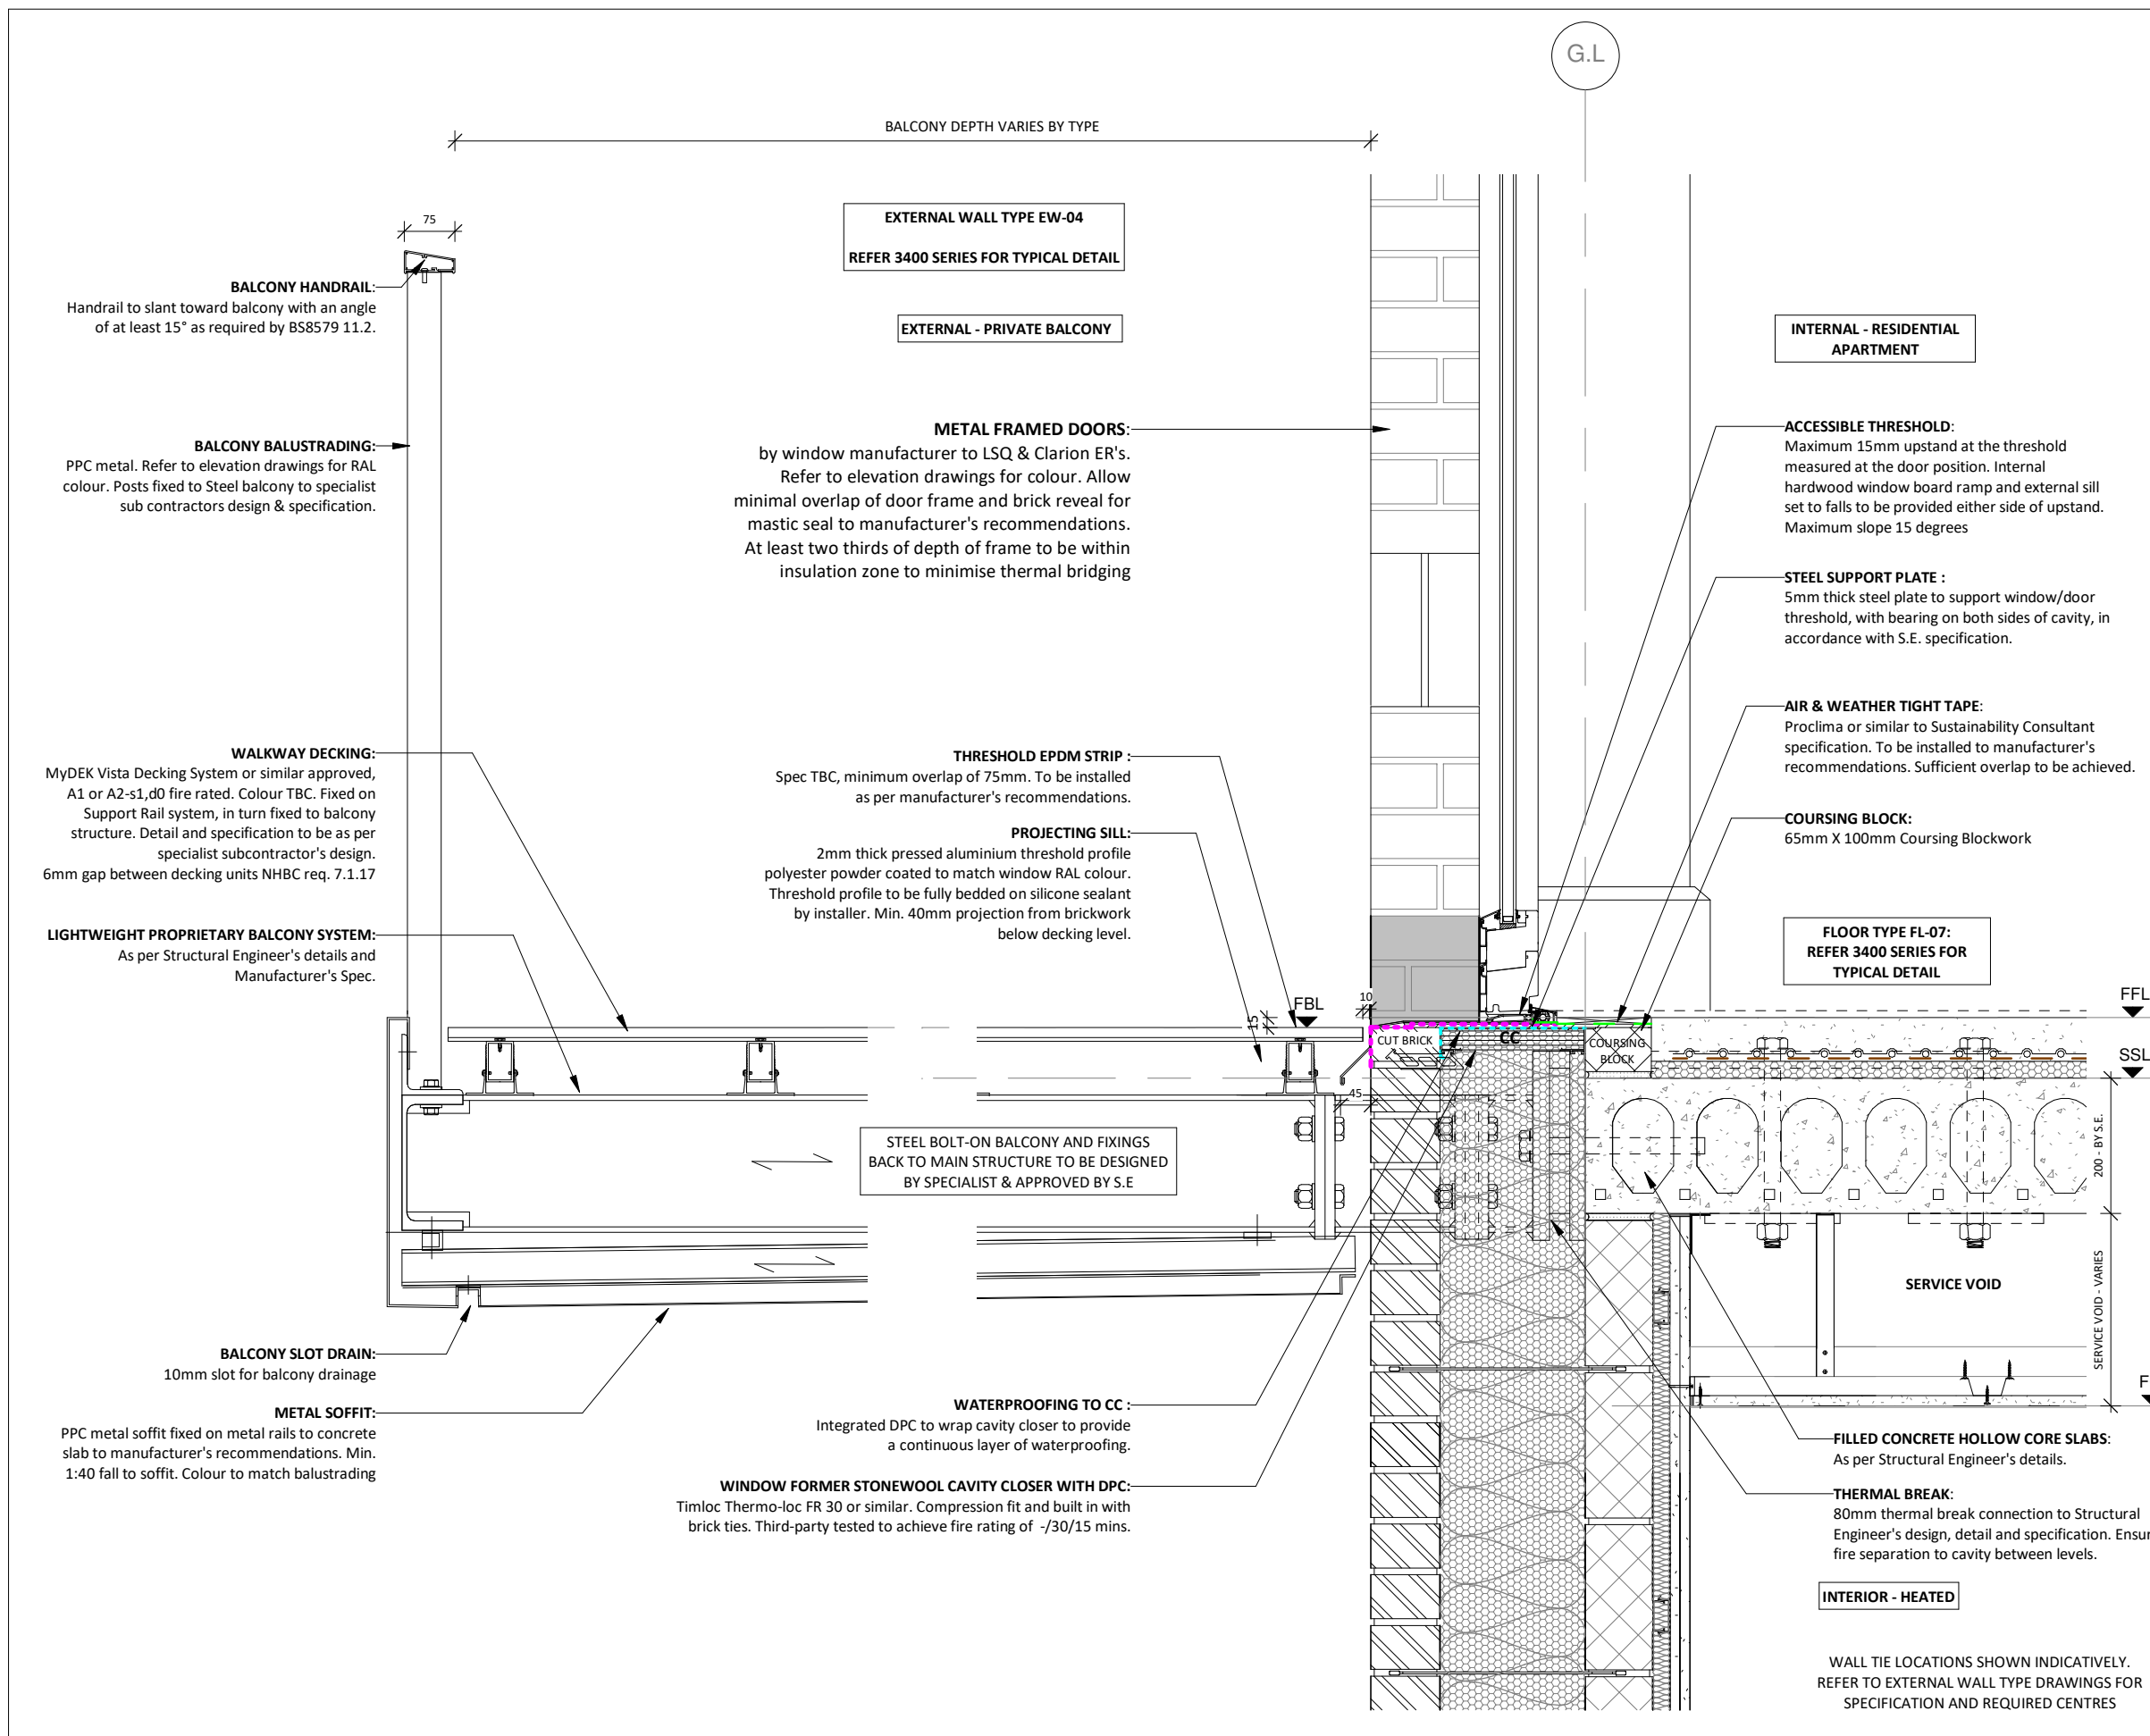 G.L
BALCONY DEPTH VARIES BY TYPE
75
EXTERNAL WALL TYPE EW-04
REFER 3400 SERIES FOR TYPICAL DETAIL
EXTERNAL - PRIVATE BALCONY
INTERNAL - RESIDENTIAL
APARTMENT
BALCONY HANDRAIL:
Handrail to slant toward balcony with an angle
of at least 15° as required by BS8579 11.2.
BALCONY BALUSTRADING:
PPC metal. Refer to elevation drawings for RAL
colour. Posts fixed to Steel balcony to specialist
sub contractors design & specification.
WALKWAY DECKING:
MyDEK Vista Decking System or similar approved,
A1 or A2-s1,d0 fire rated. Colour TBC. Fixed on
Support Rail system, in turn fixed to balcony
structure. Detail and specification to be as per
specialist subcontractor's design.
6mm gap between decking units NHBC req. 7.1.17
LIGHTWEIGHT PROPRIETARY BALCONY SYSTEM:
As per Structural Engineer's details and
Manufacturer's Spec.
METAL FRAMED DOORS:
by window manufacturer to LSQ & Clarion ER's.
Refer to elevation drawings for colour. Allow
minimal overlap of door frame and brick reveal for
mastic seal to manufacturer's recommendations.
At least two thirds of depth of frame to be within
insulation zone to minimise thermal bridging
THRESHOLD EPDM STRIP :
Spec TBC, minimum overlap of 75mm. To be installed
as per manufacturer's recommendations.
PROJECTING SILL:
2mm thick pressed aluminium threshold profile
polyester powder coated to match window RAL colour.
Threshold profile to be fully bedded on silicone sealant
by installer. Min. 40mm projection from brickwork
below decking level.
ACCESSIBLE THRESHOLD:
Maximum 15mm upstand at the threshold
measured at the door position. Internal
hardwood window board ramp and external sill
set to falls to be provided either side of upstand.
Maximum slope 15 degrees
STEEL SUPPORT PLATE :
5mm thick steel plate to support window/door
threshold, with bearing on both sides of cavity, in
accordance with S.E. specification.
AIR & WEATHER TIGHT TAPE:
Proclima or similar to Sustainability Consultant
specification. To be installed to manufacturer's
recommendations. Sufficient overlap to be achieved.
COURSING BLOCK:
65mm X 100mm Coursing Blockwork
FLOOR TYPE FL-07:
REFER 3400 SERIES FOR
TYPICAL DETAIL
FFL
SSL
FBL
15
10
45
CUT BRICK
CC
COURSING
BLOCK
STEEL BOLT-ON BALCONY AND FIXINGS
BACK TO MAIN STRUCTURE TO BE DESIGNED
BY SPECIALIST & APPROVED BY S.E
200 - BY S.E.
SERVICE VOID - VARIES
SERVICE VOID
F
BALCONY SLOT DRAIN:
10mm slot for balcony drainage
METAL SOFFIT:
PPC metal soffit fixed on metal rails to concrete
slab to manufacturer's recommendations. Min.
1:40 fall to soffit. Colour to match balustrading
WATERPROOFING TO CC :
Integrated DPC to wrap cavity closer to provide
a continuous layer of waterproofing.
WINDOW FORMER STONEWOOL CAVITY CLOSER WITH DPC:
Timloc Thermo-loc FR 30 or similar. Compression fit and built in with
brick ties. Third-party tested to achieve fire rating of -/30/15 mins.
FILLED CONCRETE HOLLOW CORE SLABS:
As per Structural Engineer's details.
THERMAL BREAK:
80mm thermal break connection to Structural
Engineer's design, detail and specification. Ensur
fire separation to cavity between levels.
INTERIOR - HEATED
WALL TIE LOCATIONS SHOWN INDICATIVELY.
REFER TO EXTERNAL WALL TYPE DRAWINGS FOR
SPECIFICATION AND REQUIRED CENTRES